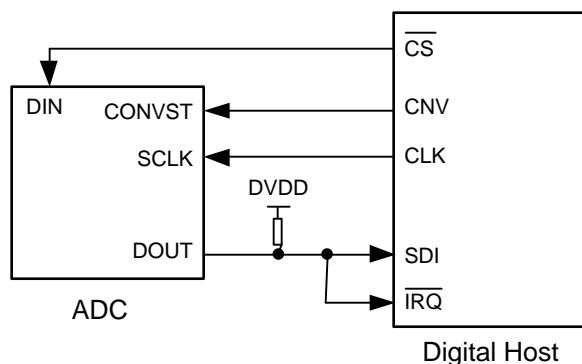 CS
DIN
CONVST
CNV
SCLK
CLK
DVDD
DOUT
SDI
IRQ
ADC
Digital Host